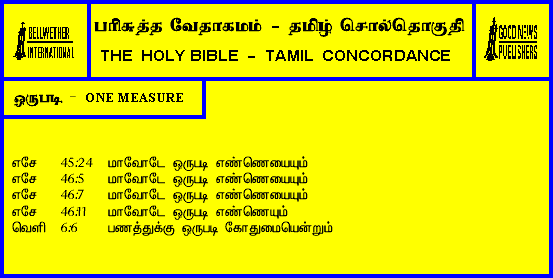 BELLWETHER
INTERNATIONAL
பரிசுத்த வேதாகமம் - தமிழ் சொல்தொகுதி
THE HOLY BIBLE - TAMIL CONCORDANCE
GOOD NEWS
PUBLISHERS
ஒருபடி - ONE MEASURE
எசே 45:24 மாவோடே ஒருபடி எண்ணெயையும்
எசே 46:5 மாவோடே ஒருபடி எண்ணெயையும்
எசே 46:7 மாவோடே ஒருபடி எண்ணெயையும்
எசே 46:11 மாவோடே ஒருபடி எண்ணெயும்
வெளி 6:6 பணத்துக்கு ஒருபடி கோதுமையென்றும்